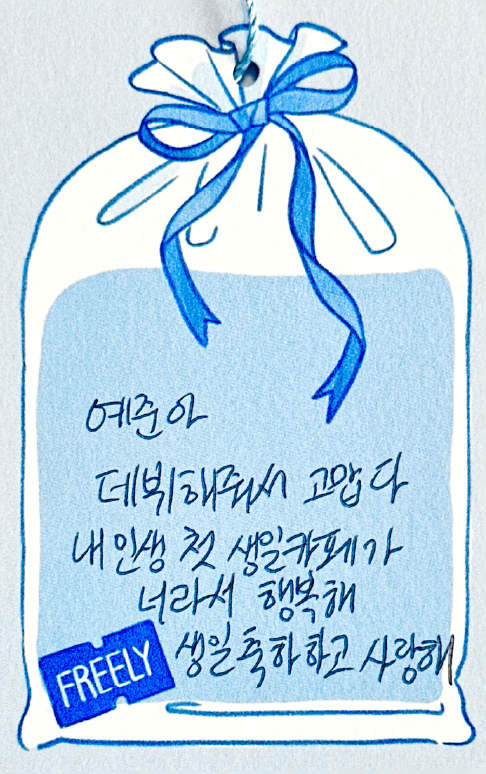 예준아
데뷔해줘서 고맙다
내 인생 첫 생일카페가
너라서 행복해
생일 축하하고 사랑해
FREELY